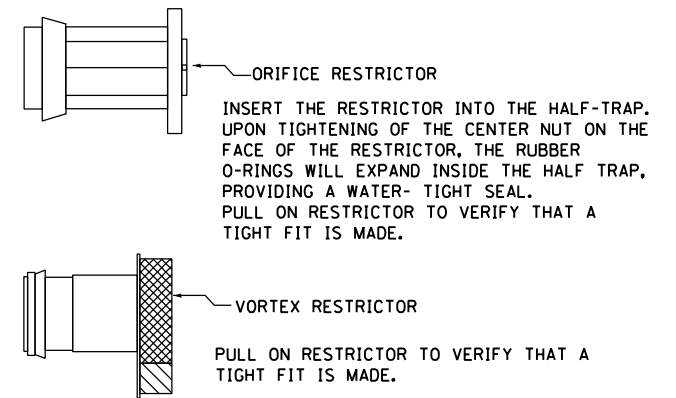 ORIFICE RESTRICTOR
INSERT THE RESTRICTOR INTO THE HALF-TRAP.
UPON TIGHTENING OF THE CENTER NUT ON THE
FACE OF THE RESTRICTOR, THE RUBBER
O-RINGS WILL EXPAND INSIDE THE HALF TRAP,
PROVIDING A WATER- TIGHT SEAL.
PULL ON RESTRICTOR TO VERIFY THAT A
TIGHT FIT IS MADE.
VORTEX RESTRICTOR
PULL ON RESTRICTOR TO VERIFY THAT A
TIGHT FIT IS MADE.